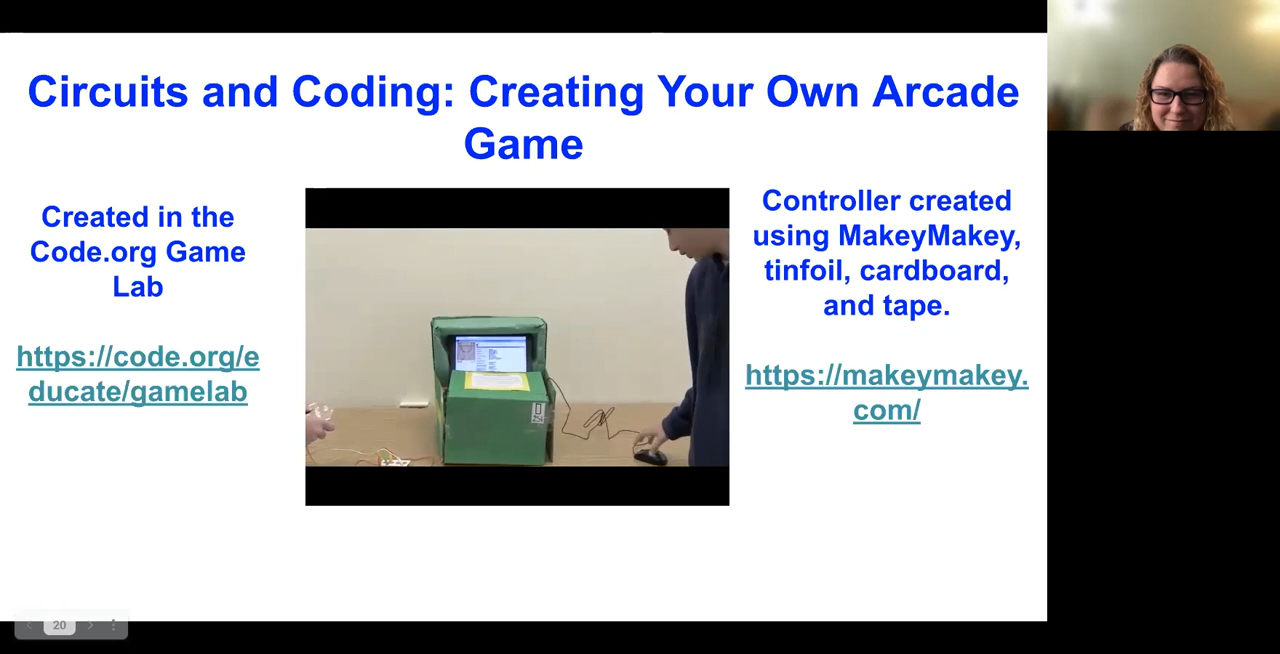 Circuits and Coding: Creating Your Own Arcade
Game
Created in the
Code.org Game
Lab
https://code.org/e
ducate/gamelab
Controller created
using MakeyMakey,
tinfoil, cardboard,
and tape.
https://makeymakey.
com/
20